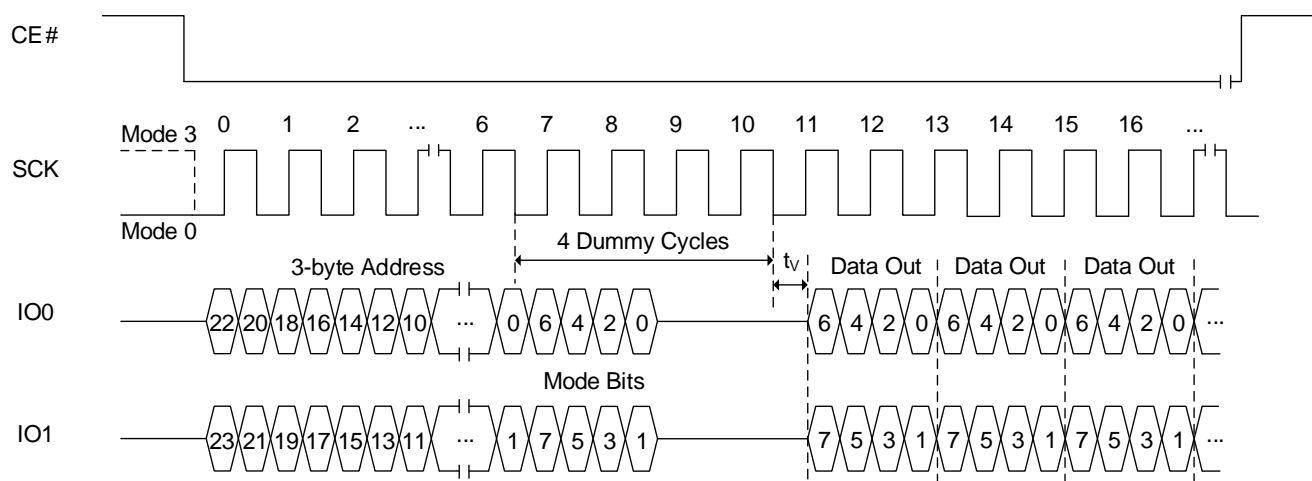 CE#
0 1 2 ... 6 7 8 9 10 11 12 13 14 15 16 ...
Mode 3
SCK
Mode 0
4 Dummy Cycles
3-byte Address tV Data Out Data Out Data Out
IO0 22 20 18 16 14 12 10 ... 0 6 4 2 0 6 4 2 0 6 4 2 0 6 4 2 0 ...
Mode Bits
IO1 23 21 19 17 15 13 11 ... 1 7 5 3 1 7 5 3 1 7 5 3 1 7 5 3 1 ...